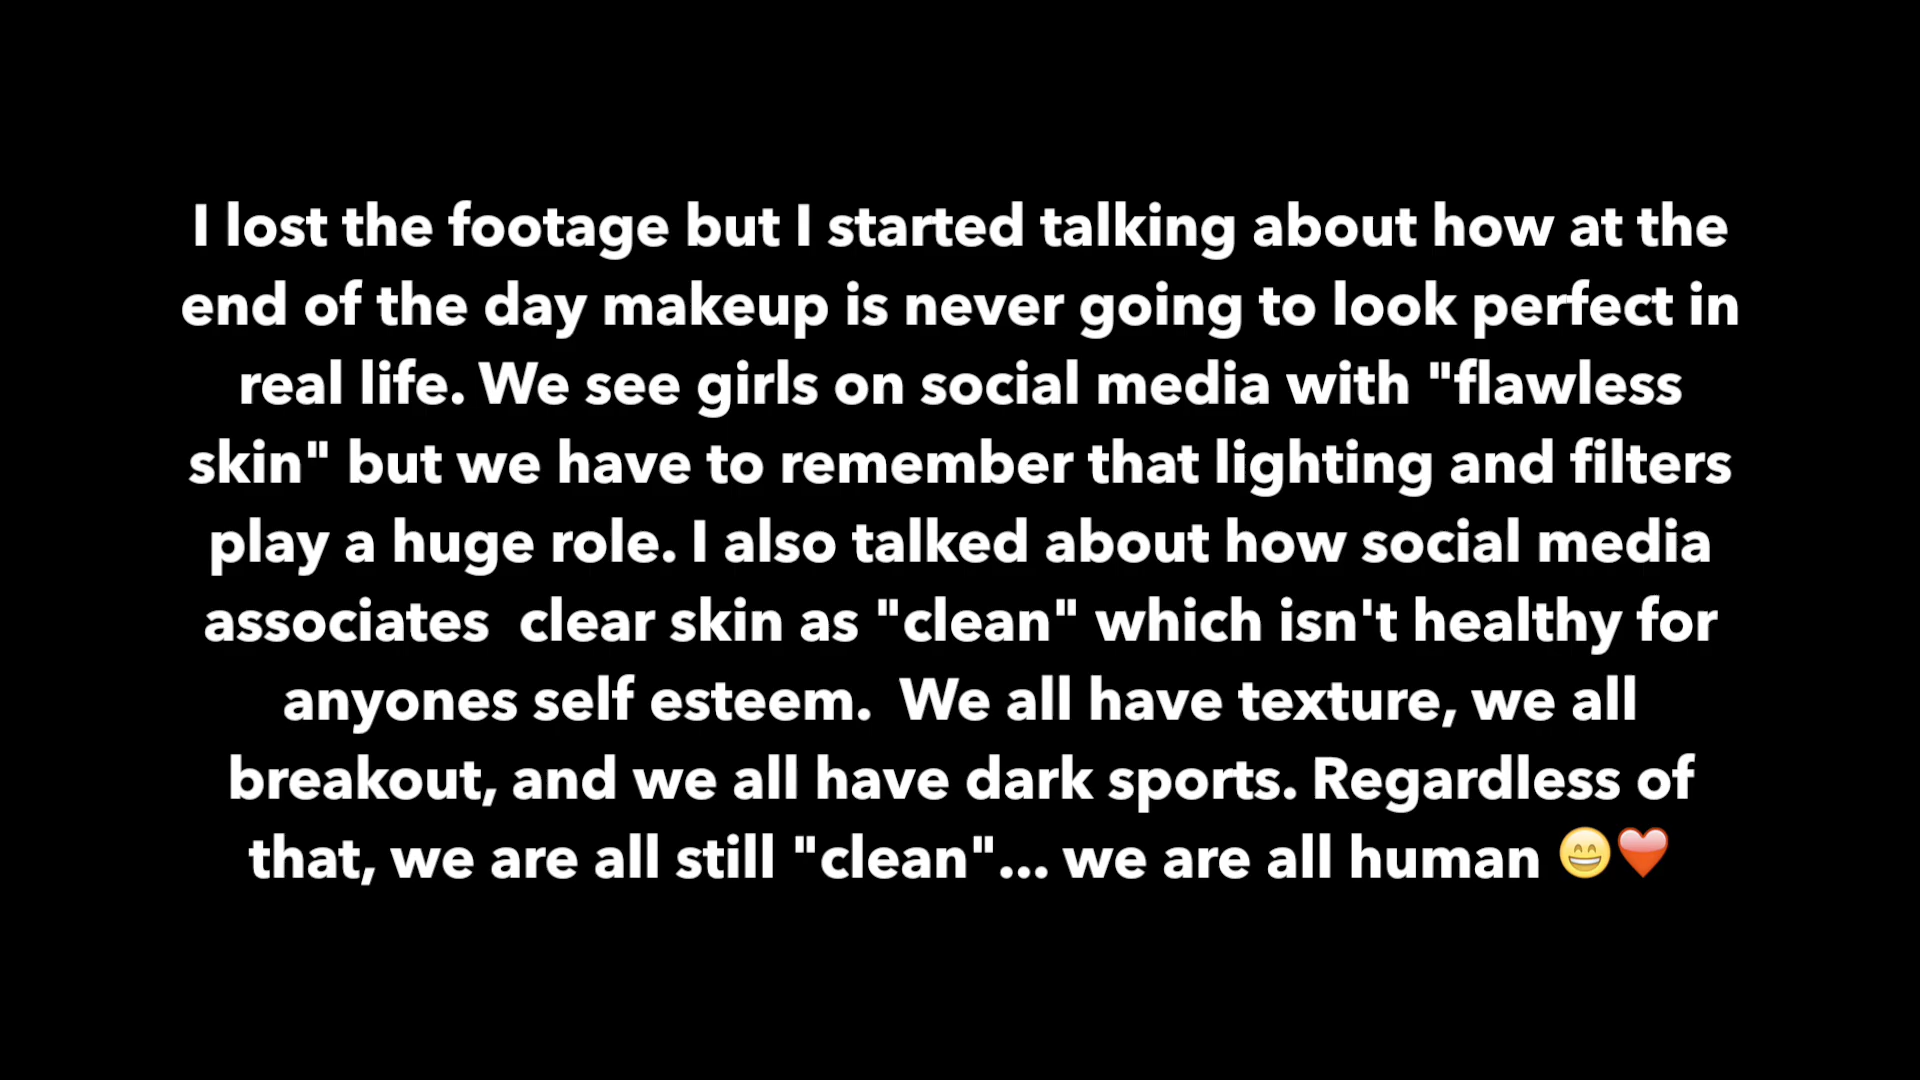 I lost the footage but I started talking about how at the
end of the day makeup is never going to look perfect in
real life. We see girls on social media with "flawless
skin" but we have to remember that lighting and filters
play a huge role. I also talked about how social media
associates  clear skin as "clean" which isn't healthy for
anyones self esteem.  We all have texture, we all
breakout, and we all have dark sports. Regardless of
that, we are all still "clean"... we are all human 😄❤️